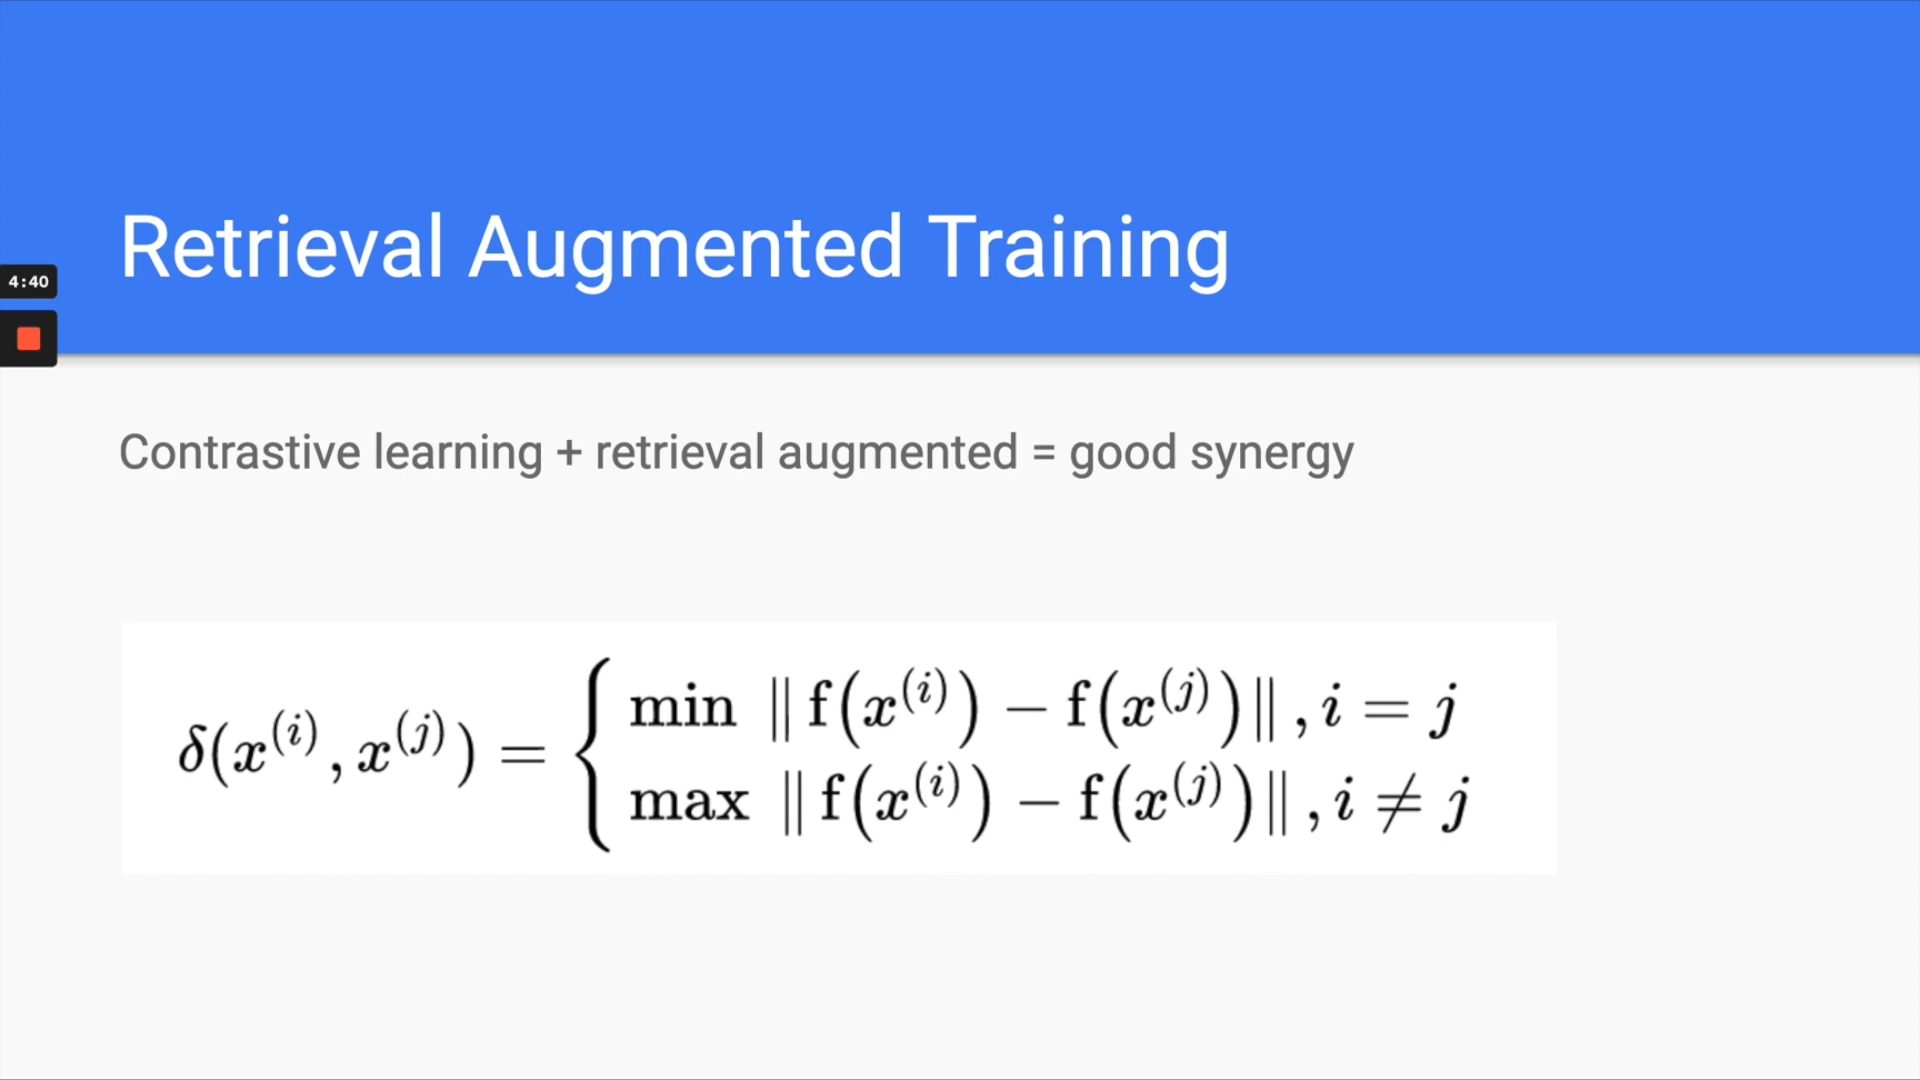 Retrieval Augmented Training
4:40
Contrastive learning + retrieval augmented = good synergy
δ(x^(i), x^(j)) = { min ‖ f(x^(i)) − f(x^(j)) ‖, i = j
max ‖ f(x^(i)) − f(x^(j)) ‖, i ≠ j